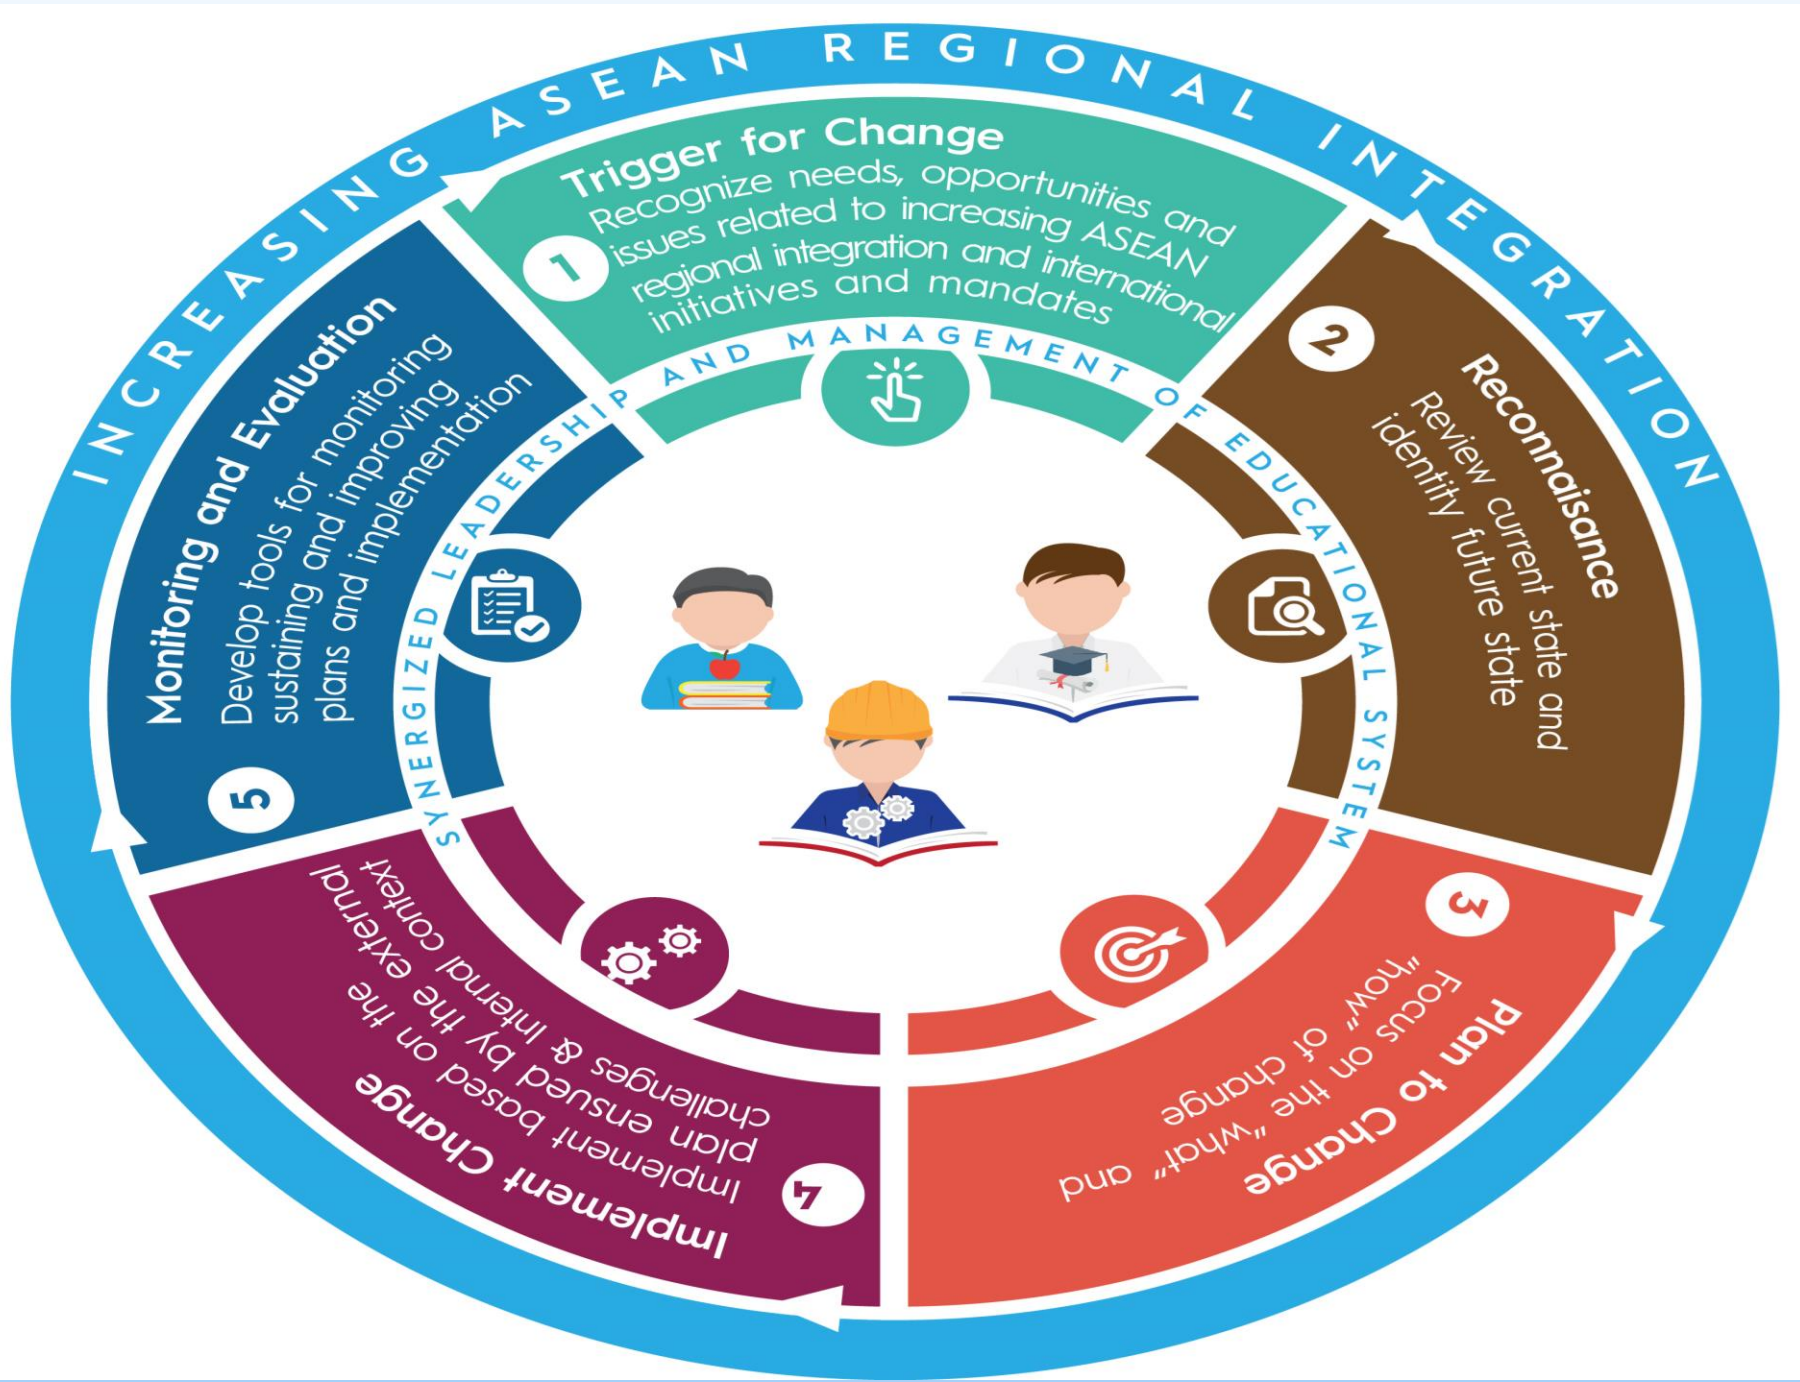 INCREASING ASEAN REGIONAL INTEGRATION
Trigger for Change
Recognize needs, opportunities and
issues related to increasing ASEAN
regional integration and international
initiatives and mandates
1
2
Reconnaisance
Review current state and
identity future state
3
Plan to Change
Focus on the "what" and
"how" of change
4
Implement Change
Implement based on the
plan ensued by the external
challenges & Internal context
5
Monitoring and Evaluation
Develop tools for monitoring
sustaining and improving
plans and implementation
SYNERGIZED LEADERSHIP AND MANAGEMENT OF EDUCATIONAL SYSTEM